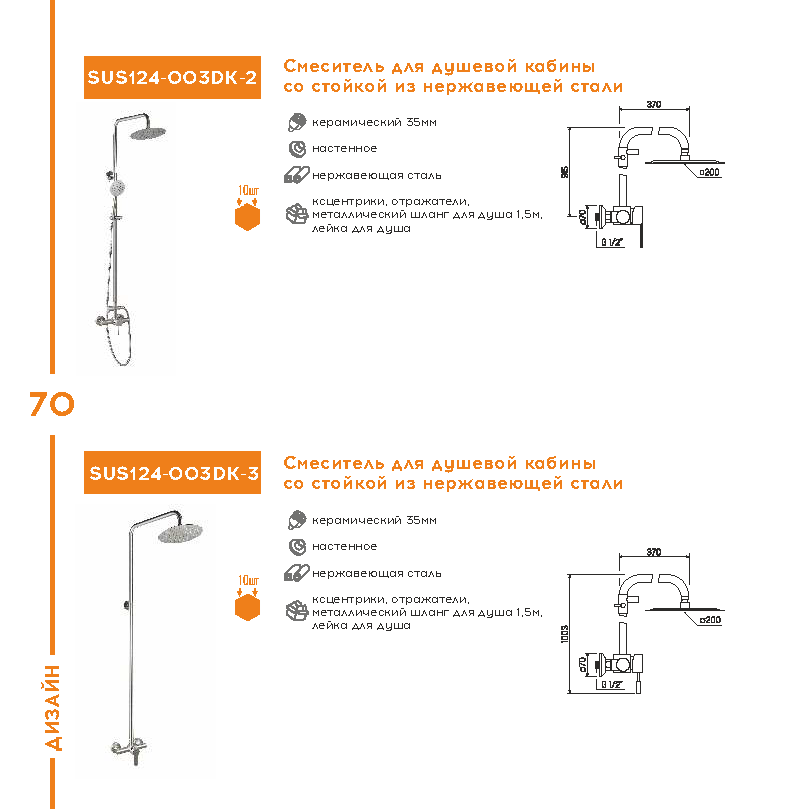 SUS124-003DK-2
Смеситель для душевой кабины
со стойкой из нержавеющей стали
керамический 35мм
настенное
нержавеющая сталь
10шт
ксцентрики, отражатели,
металлический шланг для душа 1,5м,
лейка для душа
370
915
⌀200
⌀70
G 1/2"
70
SUS124-003DK-3
Смеситель для душевой кабины
со стойкой из нержавеющей стали
керамический 35мм
настенное
нержавеющая сталь
10шт
ксцентрики, отражатели,
металлический шланг для душа 1,5м,
лейка для душа
370
1003
⌀200
⌀70
G 1/2"
ДИЗАЙН